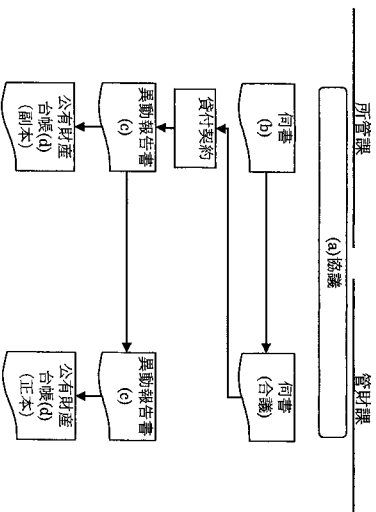 所管課
管財課
(a)協議
伺書
(b)
伺書
(合議)
貸付契約
異動報告書
(c)
異動報告書
(c)
公有財産
台帳(d)
(副本)
公有財産
台帳(d)
(正本)